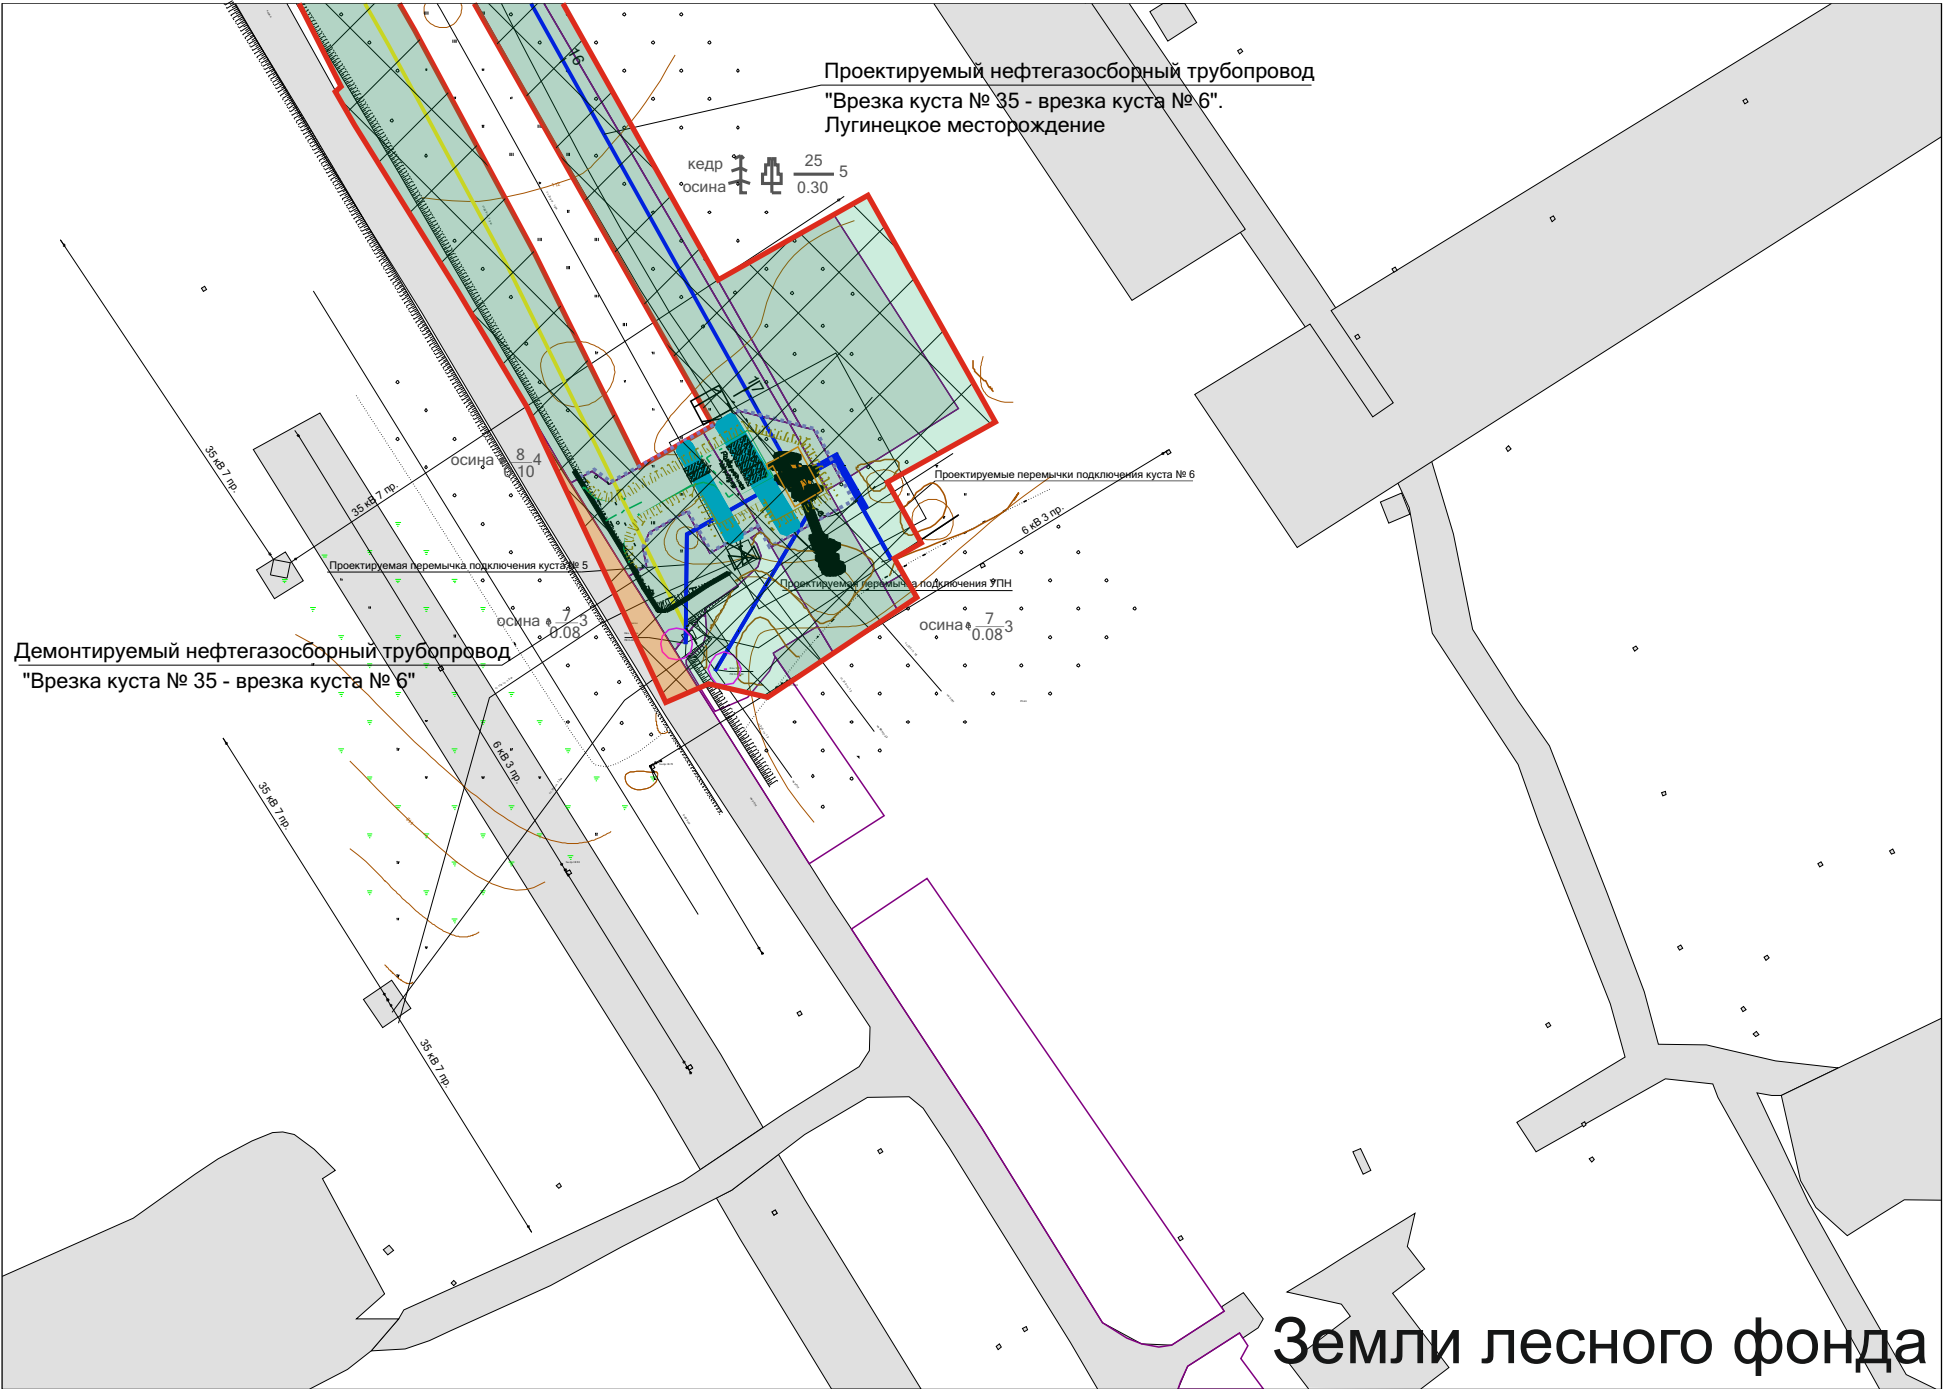 16
Проектируемый нефтегазосборный трубопровод
"Врезка куста № 35 - врезка куста № 6".
Лугинецкое месторождение
кедр
осина
25
0.30
5
17
35 кВ 7 пр.
35 кВ 7 пр.
осина 8 4
0.10
Проектируемые перемычки подключения куста № 6
6 кВ 3 пр.
Проектируемая перемычка подключения куста № 5
Проектируемая перемычка подключения УПН
осина 7 3
0.08
осина 7 3
0.08
Демонтируемый нефтегазосборный трубопровод
"Врезка куста № 35 - врезка куста № 6"
6 кВ 3 пр.
35 кВ 7 пр.
35 кВ 7 пр.
Земли лесного фонда